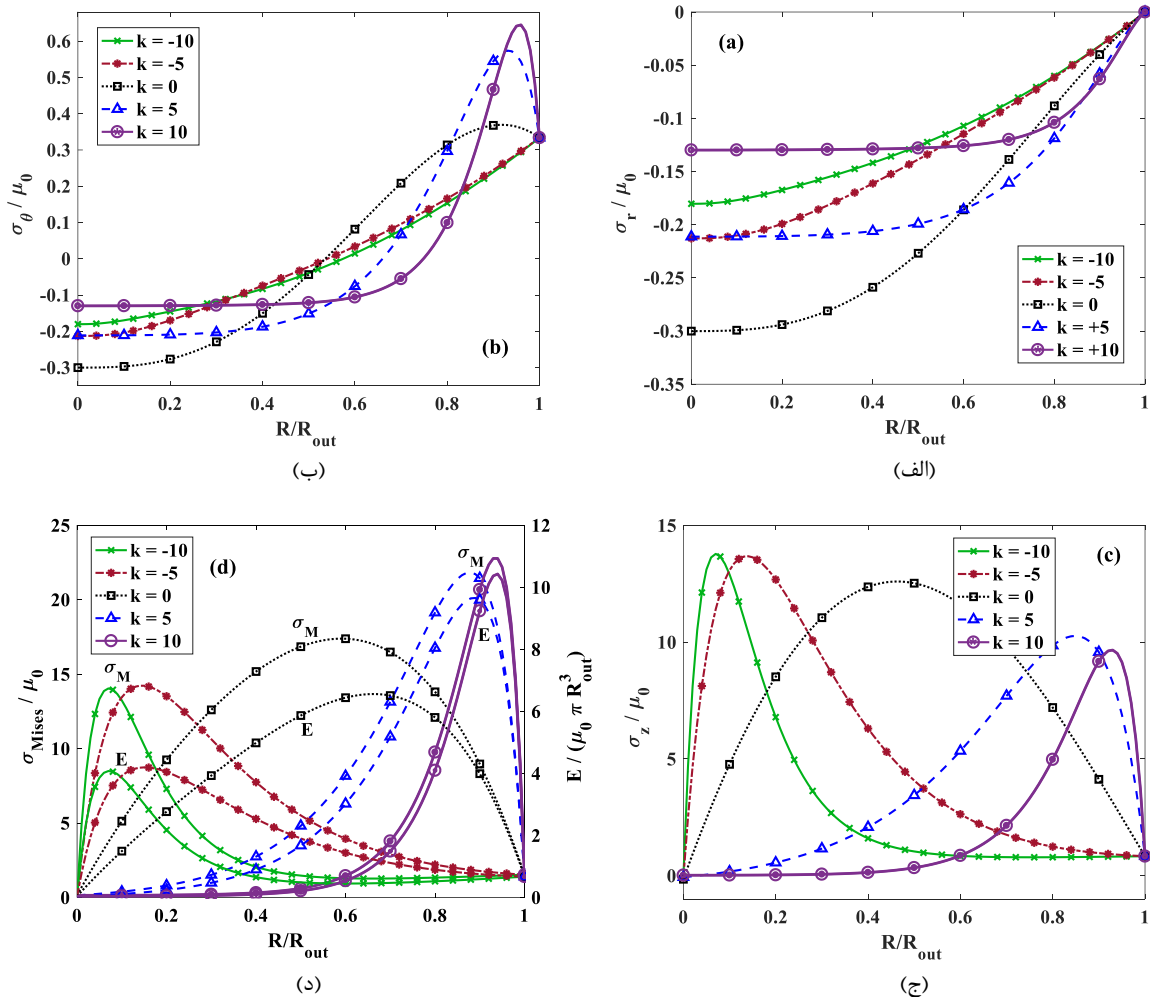 0.6
0.5
0.4
0.3
0.2
0.1
0
-0.1
-0.2
-0.3
σθ / μ0
k = -10
k = -5
k = 0
k = 5
k = 10
(b)
0 0.2 0.4 0.6 0.8 1
R/Rout
(ب)
0
-0.05
-0.1
-0.15
-0.2
-0.25
-0.3
-0.35
σr / μ0
(a)
k = -10
k = -5
k = 0
k = +5
k = +10
0 0.2 0.4 0.6 0.8 1
R/Rout
(الف)
25
20
15
10
5
0
σMises / μ0
k = -10
k = -5
k = 0
k = 5
k = 10
(d)
σM
σM
σM
E
E
E
12
10
8
6
4
2
0
E / (μ0 π R³out)
0 0.2 0.4 0.6 0.8 1
R/Rout
(د)
15
10
5
0
σz / μ0
k = -10
k = -5
k = 0
k = 5
k = 10
(c)
0 0.2 0.4 0.6 0.8 1
R/Rout
(ج)